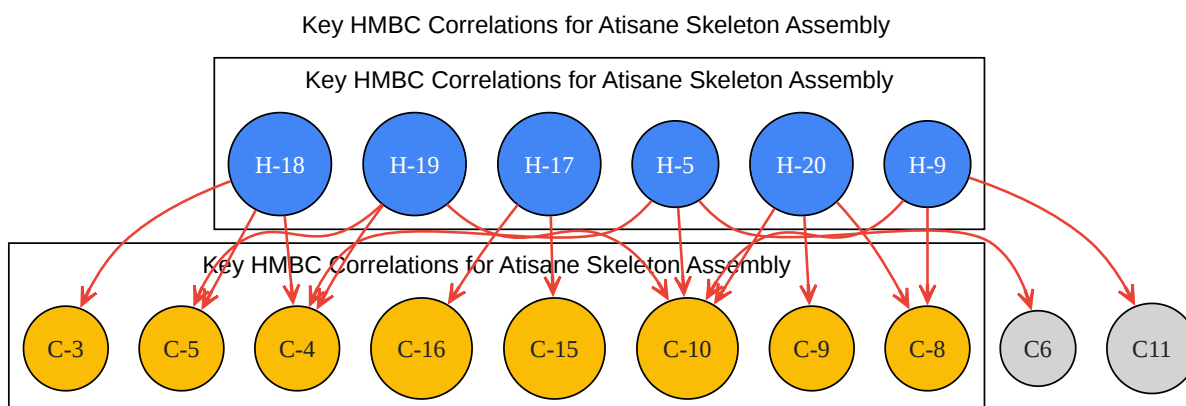 Key HMBC Correlations for Atisane Skeleton Assembly
Key HMBC Correlations for Atisane Skeleton Assembly
H-18 H-19 H-17 H-5 H-20 H-9
Key HMBC Correlations for Atisane Skeleton Assembly
C-3 C-5 C-4 C-16 C-15 C-10 C-9 C-8 C6 C11